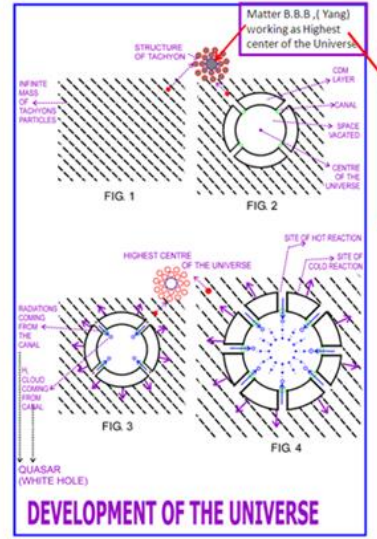 Matter B.B.B ,( Yang)
working as Highest
center of the Universe
STRUCTURE
OF TACHYON
INFINITE
MASS
OF
TACHYONS
PARTICLES
CDM
LAYER
CANAL
SPACE
VACATED
CENTRE
OF THE
UNIVERSE
FIG. 1
FIG. 2
HIGHEST CENTRE
OF THE UNIVERSE
SITE OF HOT REACTION
SITE OF
COLD REACTION
RADIATIONS
COMING
FROM
THE
CANAL
H₂
CLOUD
COMING
FROM
CANAL
FIG. 3
FIG. 4
QUASAR
(WHITE HOLE)
DEVELOPMENT OF THE UNIVERSE